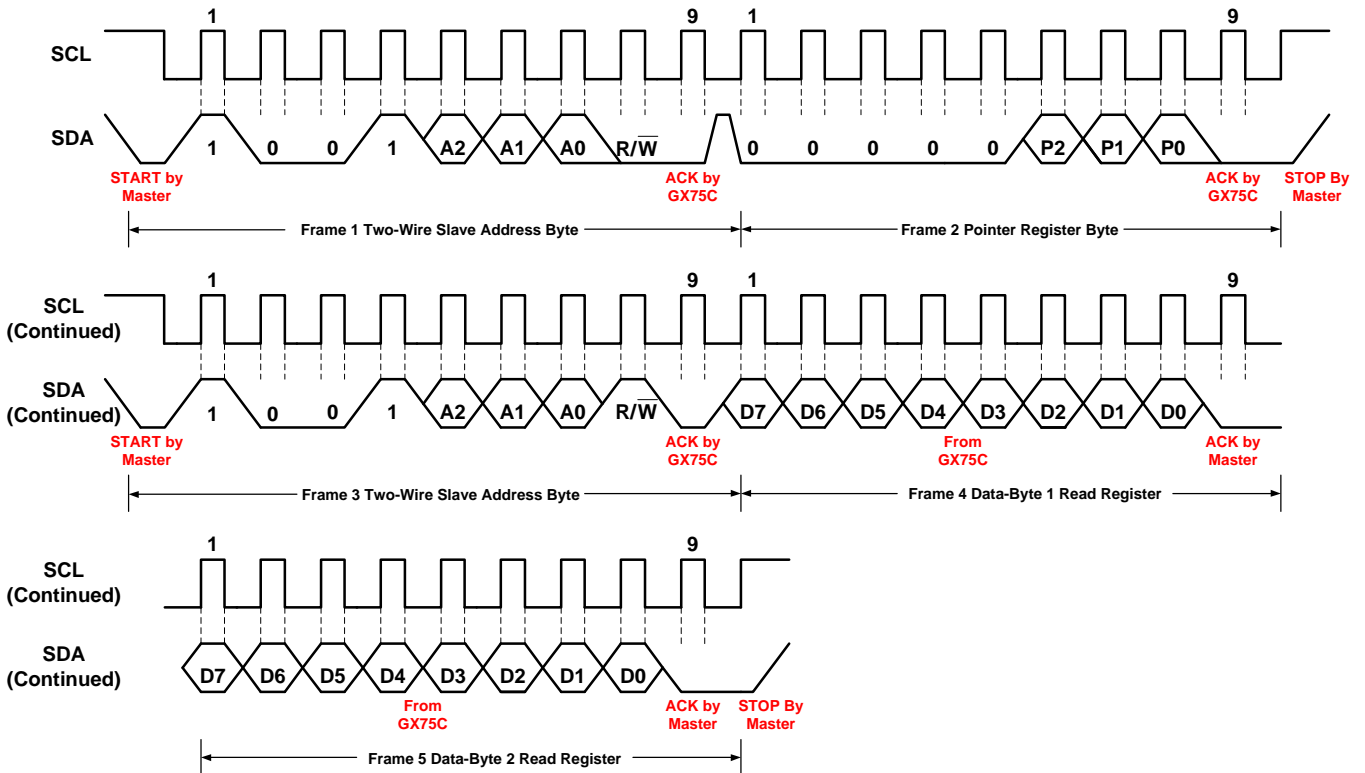 1 9 1 9
SCL
SDA
1 0 0 1 A2 A1 A0 R/W̅ 0 0 0 0 0 P2 P1 P0
START by Master
ACK by GX75C
ACK by GX75C
STOP By Master
Frame 1 Two-Wire Slave Address Byte
Frame 2 Pointer Register Byte
1 9 1 9
SCL (Continued)
SDA (Continued)
1 0 0 1 A2 A1 A0 R/W̅ D7 D6 D5 D4 D3 D2 D1 D0
START by Master
ACK by GX75C
From GX75C
ACK by Master
Frame 3 Two-Wire Slave Address Byte
Frame 4 Data-Byte 1 Read Register
1 9
SCL (Continued)
SDA (Continued)
D7 D6 D5 D4 D3 D2 D1 D0
From GX75C
ACK by Master
STOP By Master
Frame 5 Data-Byte 2 Read Register